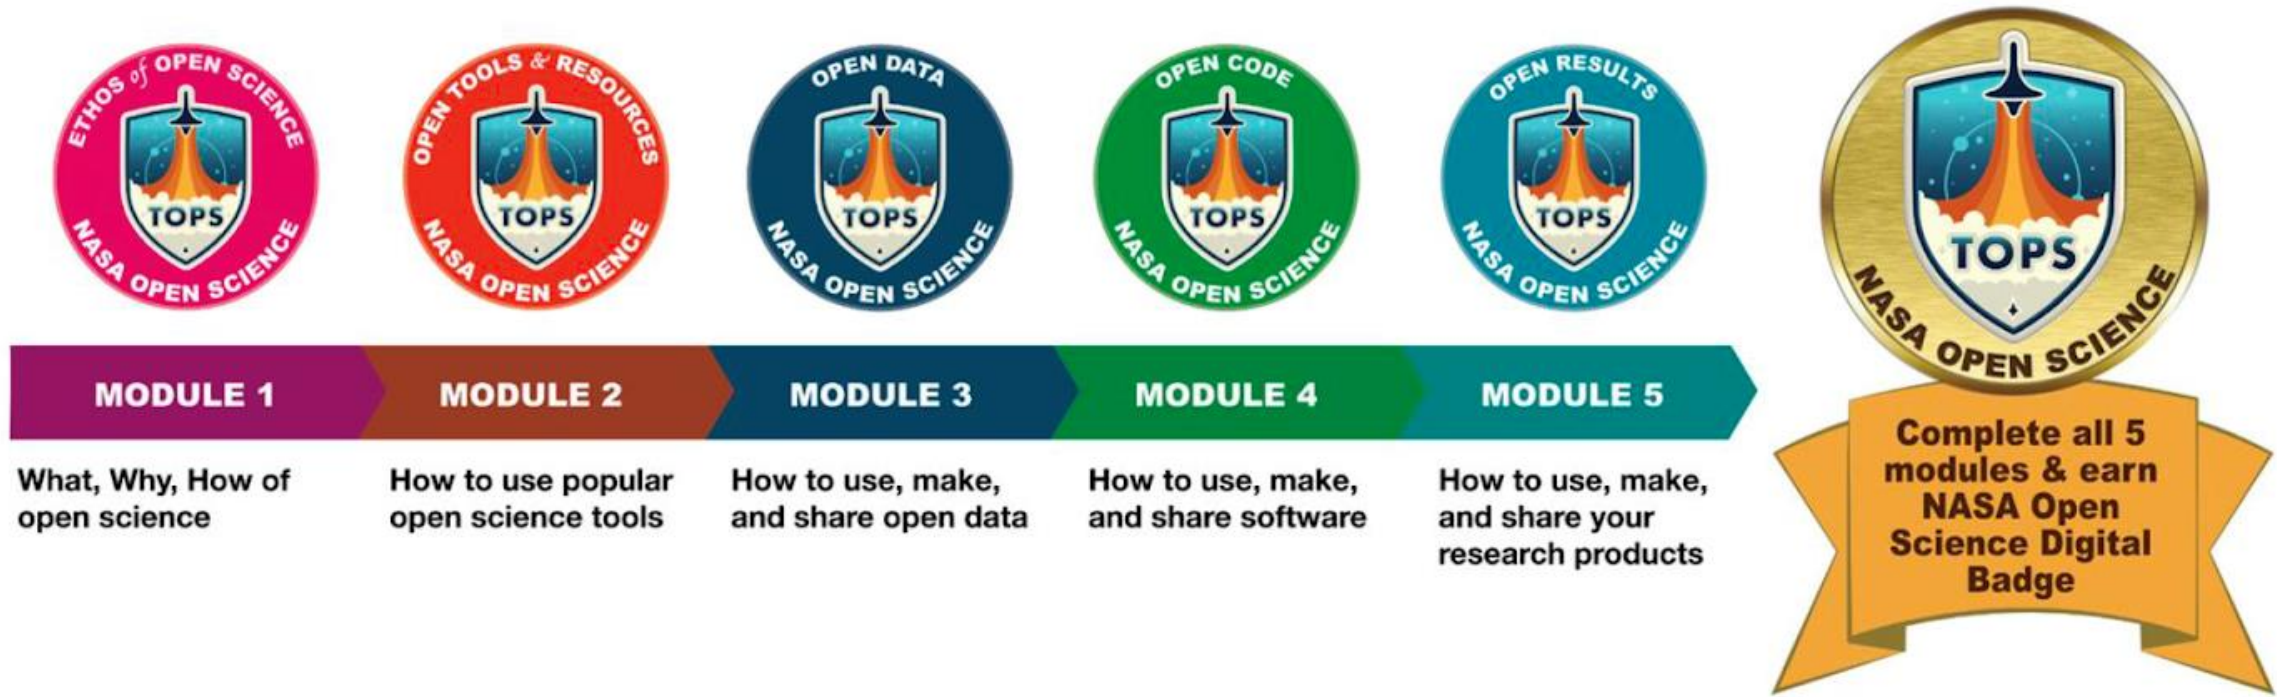 ETHOS of OPEN SCIENCE
TOPS
NASA OPEN SCIENCE
OPEN TOOLS & RESOURCES
TOPS
NASA OPEN SCIENCE
OPEN DATA
TOPS
NASA OPEN SCIENCE
OPEN CODE
TOPS
NASA OPEN SCIENCE
OPEN RESULTS
TOPS
NASA OPEN SCIENCE
TOPS
NASA OPEN SCIENCE
MODULE 1
MODULE 2
MODULE 3
MODULE 4
MODULE 5
What, Why, How of
open science
How to use popular
open science tools
How to use, make,
and share open data
How to use, make,
and share software
How to use, make,
and share your
research products
Complete all 5
modules & earn
NASA Open
Science Digital
Badge